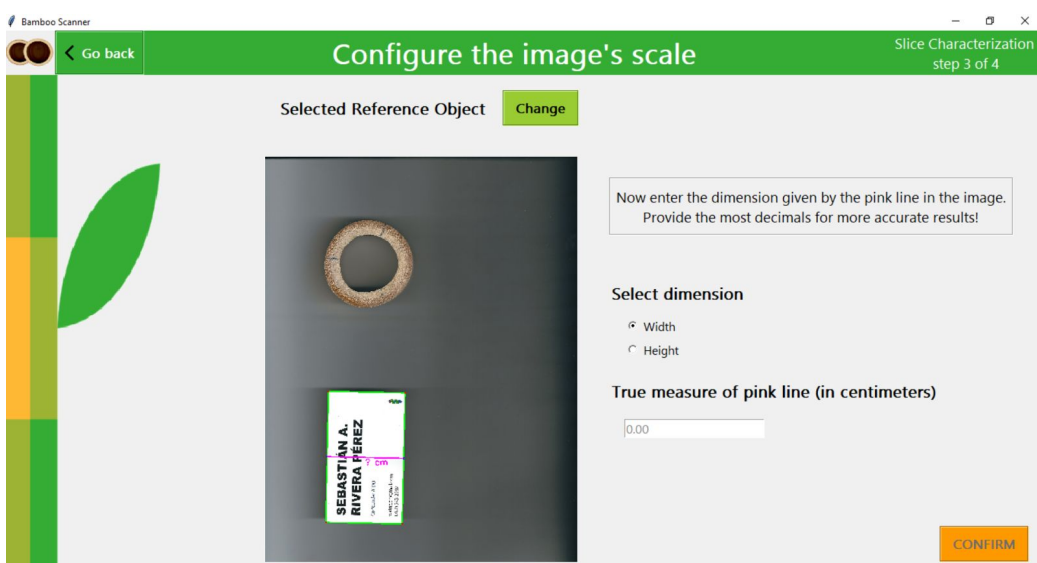 Bamboo Scanner
Go back
Configure the image's scale
Slice Characterization
step 3 of 4
Selected Reference Object
Change
Now enter the dimension given by the pink line in the image.
Provide the most decimals for more accurate results!
Select dimension
Width
Height
True measure of pink line (in centimeters)
0.00
SEBASTIÁN A.
RIVERA PÉREZ
cm
CONFIRM